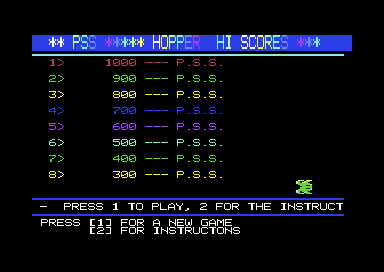 ** PSS ***** HOPPER HI SCORES ***
1> 1000 --- P.S.S.
2> 900 --- P.S.S.
3> 800 --- P.S.S.
4> 700 --- P.S.S.
5> 600 --- P.S.S.
6> 500 --- P.S.S.
7> 400 --- P.S.S.
8> 300 --- P.S.S.
- PRESS 1 TO PLAY, 2 FOR THE INSTRUCT
PRESS [1] FOR A NEW GAME
[2] FOR INSTRUCTONS